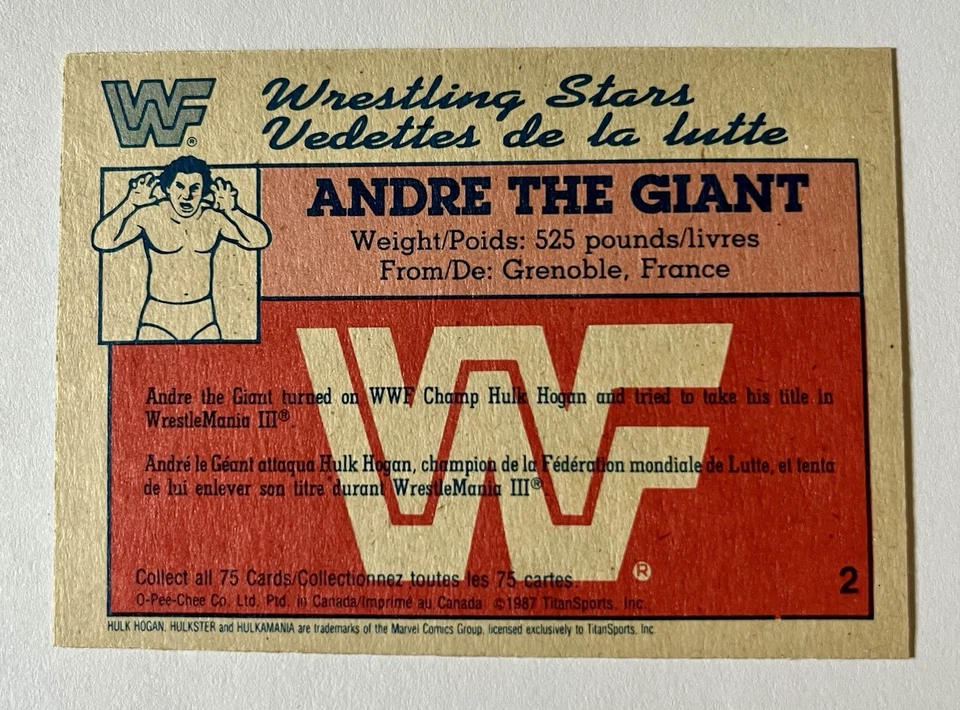 WF®
Wrestling Stars
Vedettes de la lutte
ANDRE THE GIANT
Weight/Poids: 525 pounds/livres
From/De: Grenoble, France
WF®
Andre the Giant turned on WWF Champ Hulk Hogan and tried to take his title in
WrestleMania III®.
André le Géant attaqua Hulk Hogan, champion de la Fédération mondiale de Lutte, et tenta
de lui enlever son titre durant WrestleMania III®.
Collect all 75 Cards/Collectionnez toutes les 75 cartes.
2
O-Pee-Chee Co. Ltd. Ptd. in Canada/Imprimé au Canada ©1987 TitanSports, Inc.
HULK HOGAN, HULKSTER and HULKAMANIA are trademarks of the Marvel Comics Group, licensed exclusively to TitanSports, Inc.